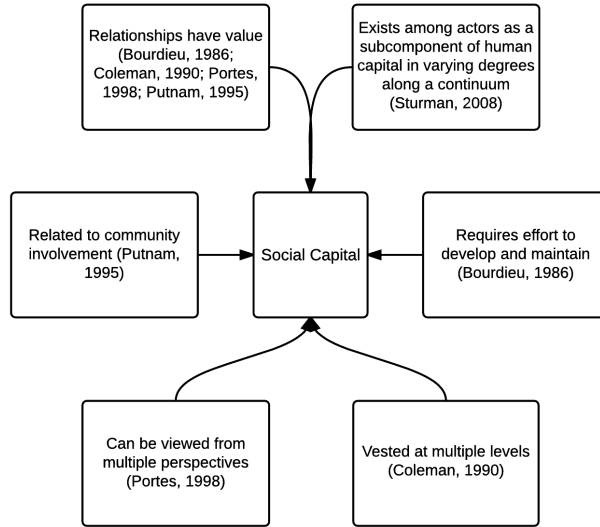 Relationships have value
(Bourdieu, 1986;
Coleman, 1990; Portes,
1998; Putnam, 1995)
Exists among actors as a
subcomponent of human
capital in varying degrees
along a continuum
(Sturman, 2008)
Related to community
involvement (Putnam,
1995)
Social Capital
Requires effort to
develop and maintain
(Bourdieu, 1986)
Can be viewed from
multiple perspectives
(Portes, 1998)
Vested at multiple levels
(Coleman, 1990)